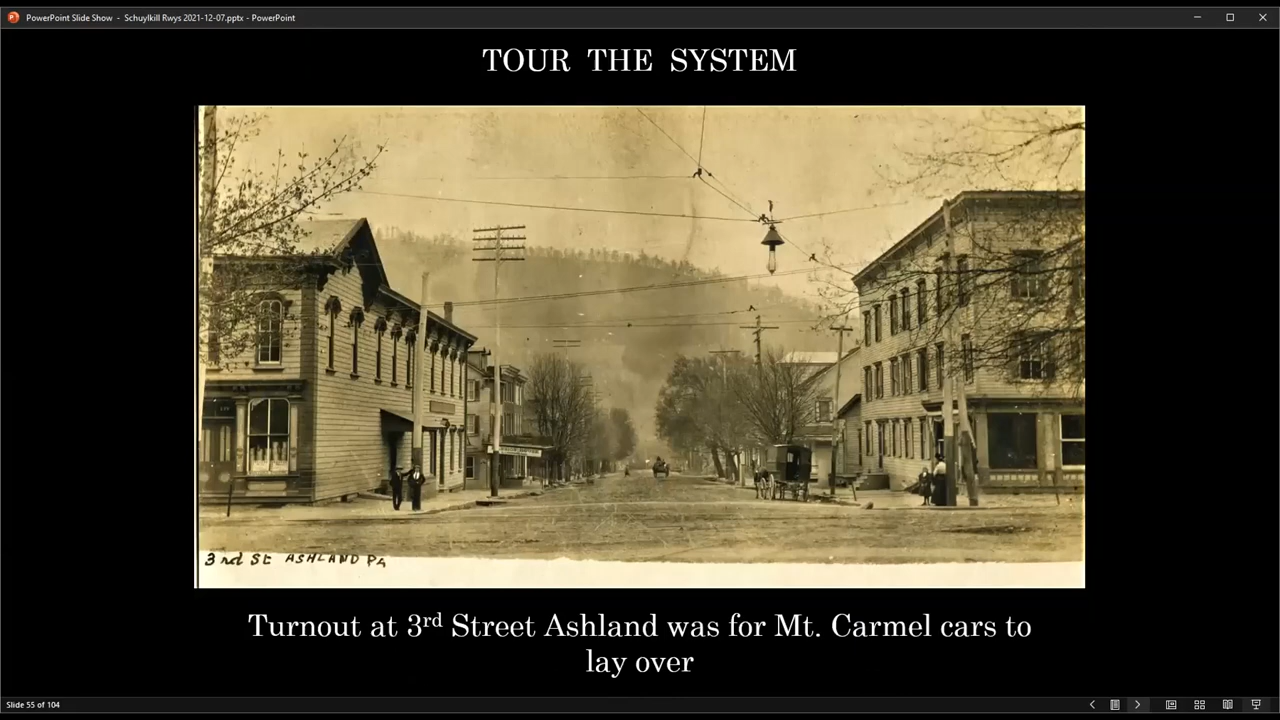 PowerPoint Slide Show - Schuylkill Rwys 2021-12-07.pptx - PowerPoint
TOUR THE SYSTEM
3rd St ASHLAND PA
Turnout at 3rd Street Ashland was for Mt. Carmel cars to
lay over
Slide 55 of 104